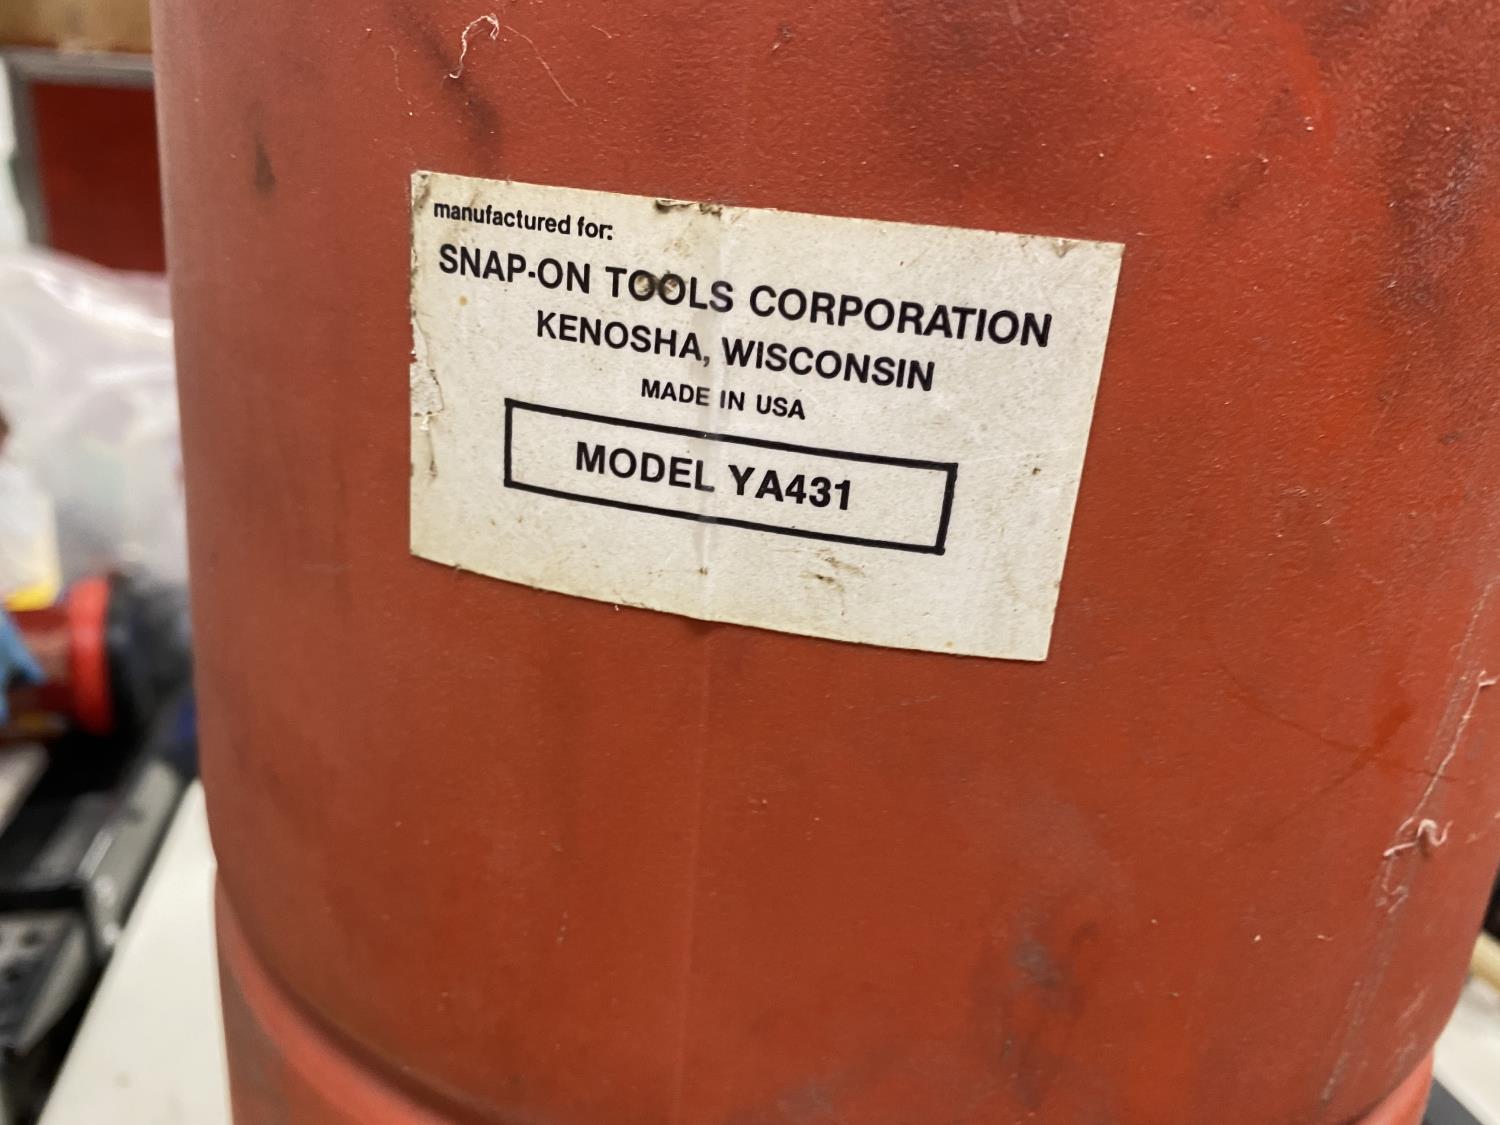 manufactured for:
SNAP-ON TOOLS CORPORATION
KENOSHA, WISCONSIN
MADE IN USA
MODEL YA431